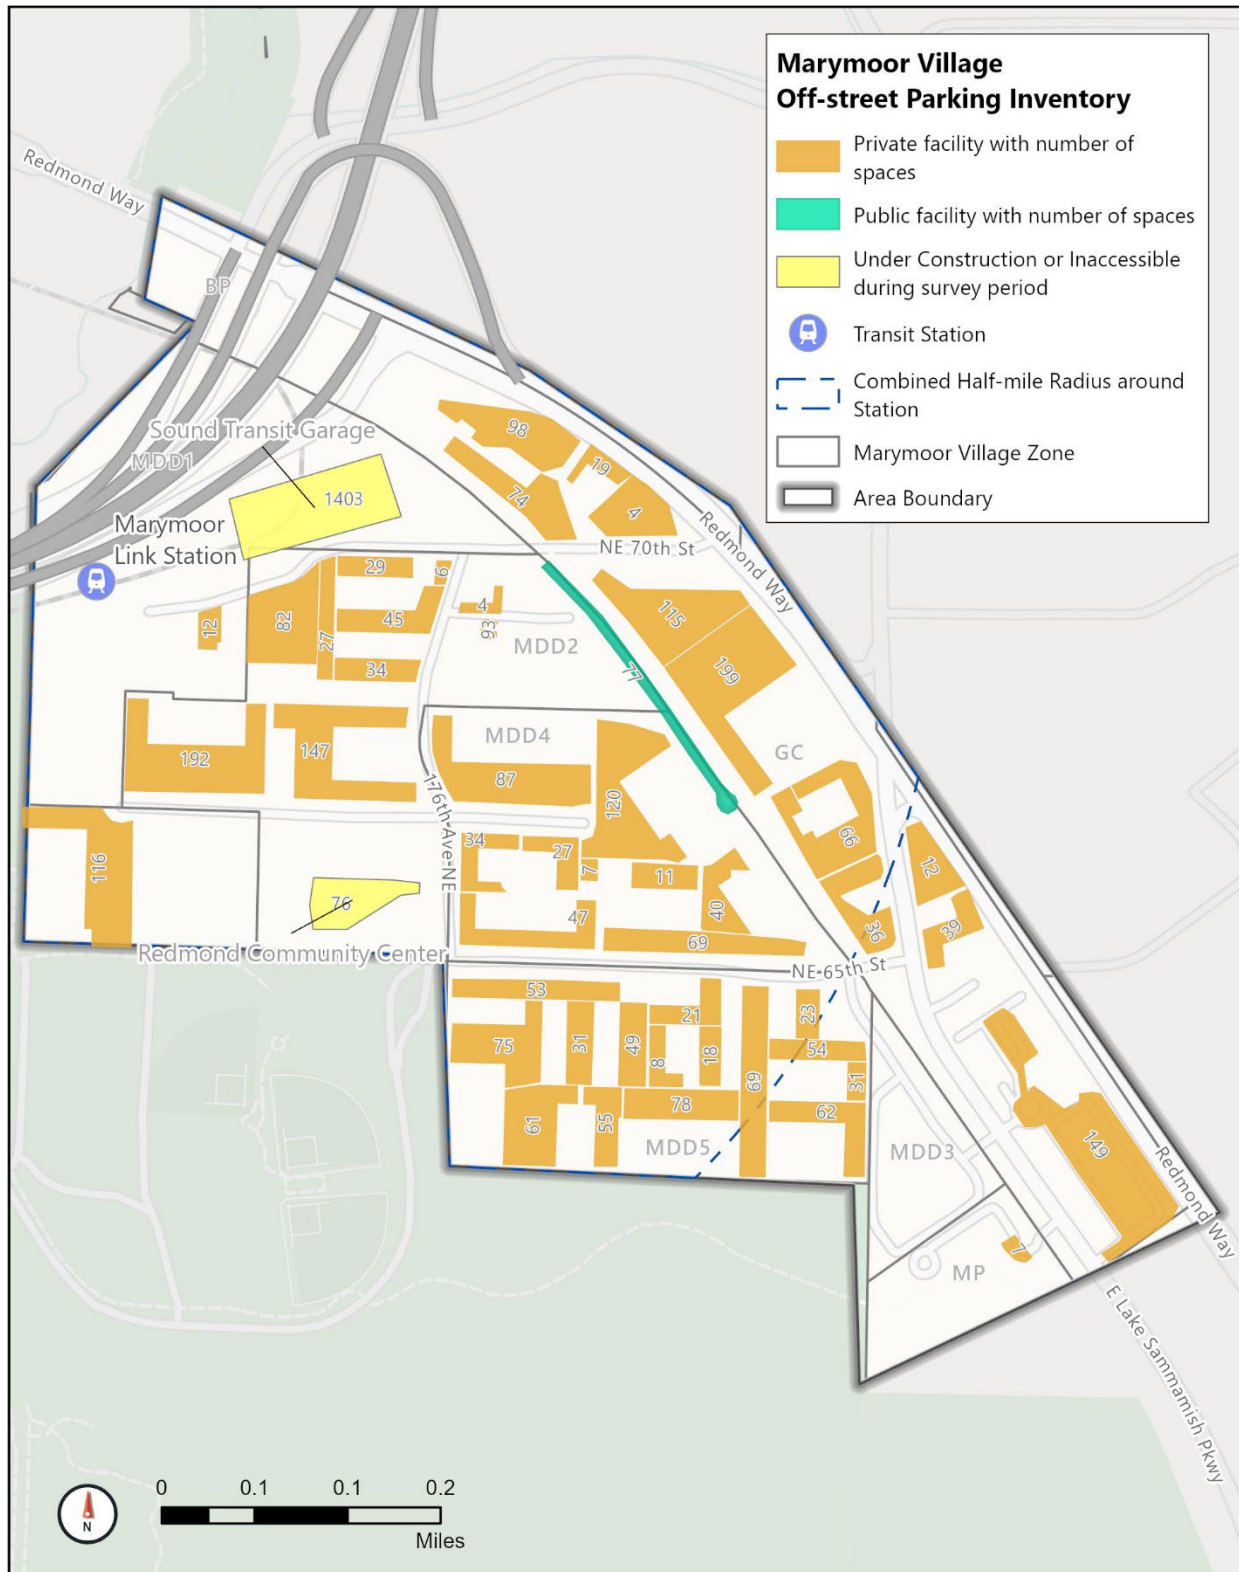 Marymoor Village
Off-street Parking Inventory
Private facility with number of
spaces
Public facility with number of spaces
Under Construction or Inaccessible
during survey period
Transit Station
Combined Half-mile Radius around
Station
Marymoor Village Zone
Area Boundary
Redmond Way
BP
Sound Transit Garage
MDD1
1403
Marymoor
Link Station
98
19
74
4
NE 70th St
Redmond Way
29
6
82
27
45
4
93
12
34
MDD2
77
115
199
GC
192
147
MDD4
87
120
176th Ave NE
66
116
34
27
7
11
40
12
76
47
69
36
39
Redmond Community Center
NE 65th St
53
75
31
49
21
8
18
69
23
54
31
62
61
55
78
MDD5
MDD3
149
Redmond Way
7
MP
E Lake Sammamish Pkwy
N
0 0.1 0.1 0.2
Miles